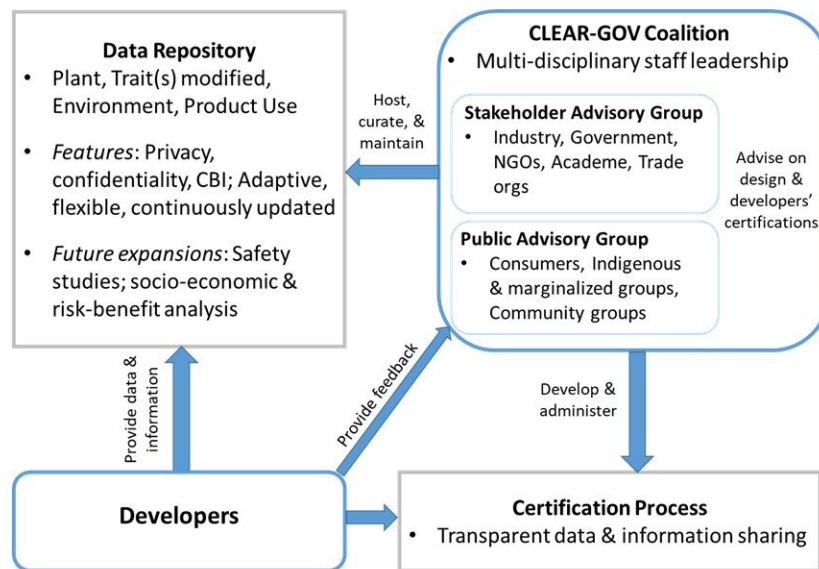 Data Repository
• Plant, Trait(s) modified,
Environment, Product Use
• Features: Privacy,
confidentiality, CBI; Adaptive,
flexible, continuously updated
• Future expansions: Safety
studies; socio-economic &
risk-benefit analysis
Host,
curate, &
maintain
CLEAR-GOV Coalition
• Multi-disciplinary staff leadership
Stakeholder Advisory Group
• Industry, Government,
NGOs, Academe, Trade
orgs
Public Advisory Group
• Consumers, Indigenous
& marginalized groups,
Community groups
Advise on
design &
developers’
certifications
Provide data &
information
Provide feedback
Develop &
administer
Developers
Certification Process
• Transparent data & information sharing